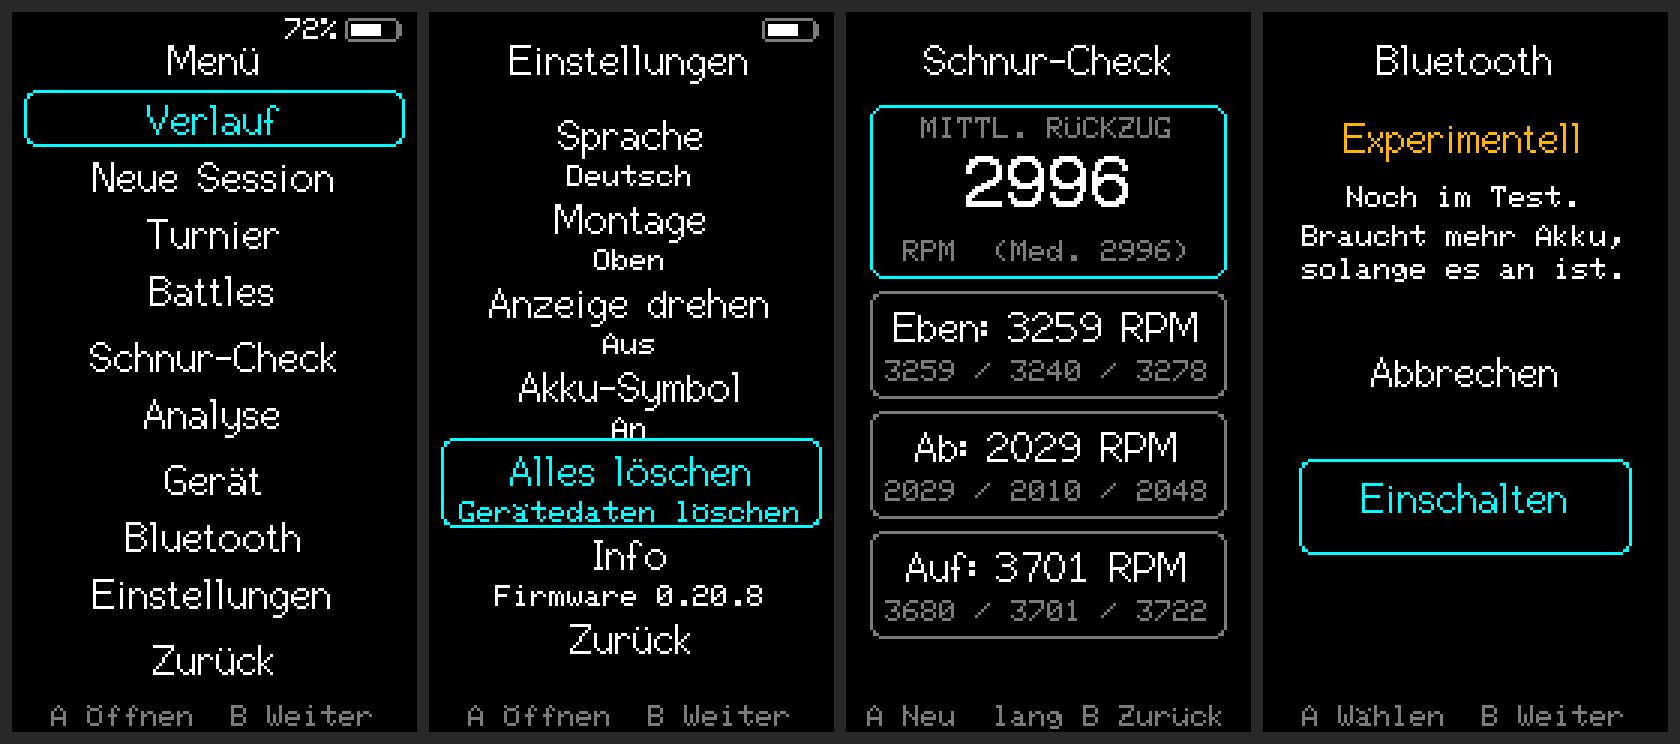 72%
Menü
Verlauf
Neue Session
Turnier
Battles
Schnur-Check
Analyse
Gerät
Bluetooth
Einstellungen
Zurück
A Öffnen B Weiter
Einstellungen
Sprache
Deutsch
Montage
Oben
Anzeige drehen
Aus
Akku-Symbol
An
Alles löschen
Gerätedaten löschen
Info
Firmware 0.20.8
Zurück
A Öffnen B Weiter
Schnur-Check
MITTL. RüCKZUG
2996
RPM (Med. 2996)
Eben: 3259 RPM
3259 / 3240 / 3278
Ab: 2029 RPM
2029 / 2010 / 2048
Auf: 3701 RPM
3680 / 3701 / 3722
A Neu lang B Zurück
Bluetooth
Experimentell
Noch im Test.
Braucht mehr Akku,
solange es an ist.
Abbrechen
Einschalten
A Wählen B Weiter